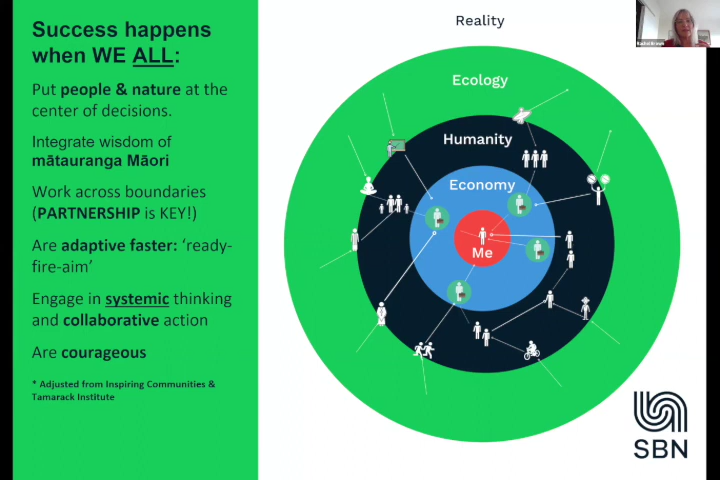 Success happens
when WE ALL:
Put people & nature at the
center of decisions.
Integrate wisdom of
mātauranga Māori
Work across boundaries
(PARTNERSHIP is KEY!)
Are adaptive faster: ‘ready-
fire-aim’
Engage in systemic thinking
and collaborative action
Are courageous
* Adjusted from Inspiring Communities &
Tamarack Institute
Reality
Ecology
Humanity
Economy
Me
SBN